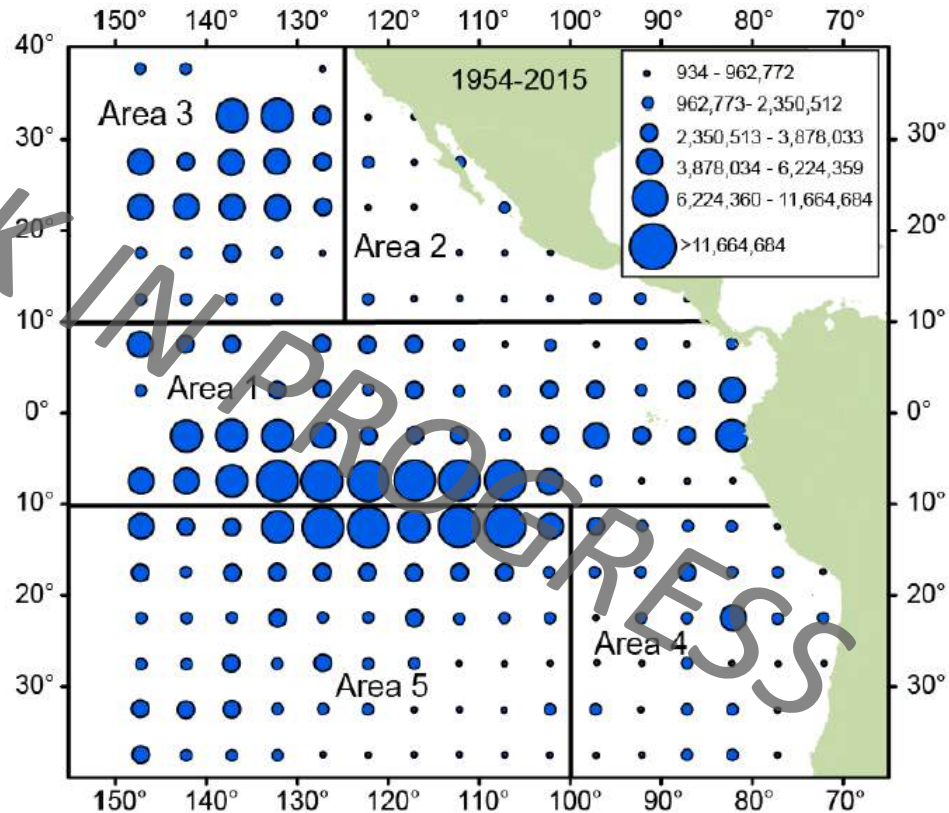 150° 140° 130° 120° 110° 100° 90° 80° 70°
40°
1954-2015
934 - 962,772
962,773- 2,350,512
2,350,513 - 3,878,033
3,878,034 - 6,224,359
6,224,360 - 11,664,684
>11,664,684
Area 3
30° 30°
20° 20°
Area 2
10° 10°
Area 1
0° 0°
10° 10°
20° 20°
Area 4
30° 30°
Area 5
150° 140° 130° 120° 110° 100° 90° 80° 70°
K IN PROGRESS